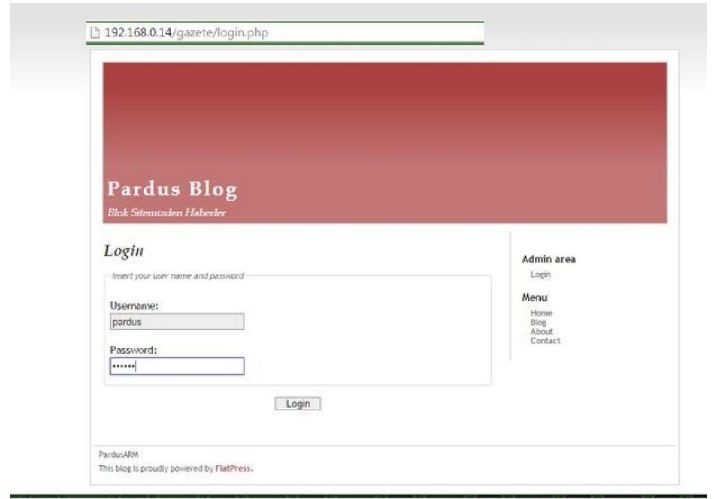 192.168.0.14/gazete/login.php
Pardus Blog
Blok Sitemizden Haberler
Login
Insert your user name and password
Username:
pardus
Password:
••••••
Login
Admin area
Login
Menu
Home
Blog
About
Contact
PardusARM
This blog is proudly powered by FlatPress.